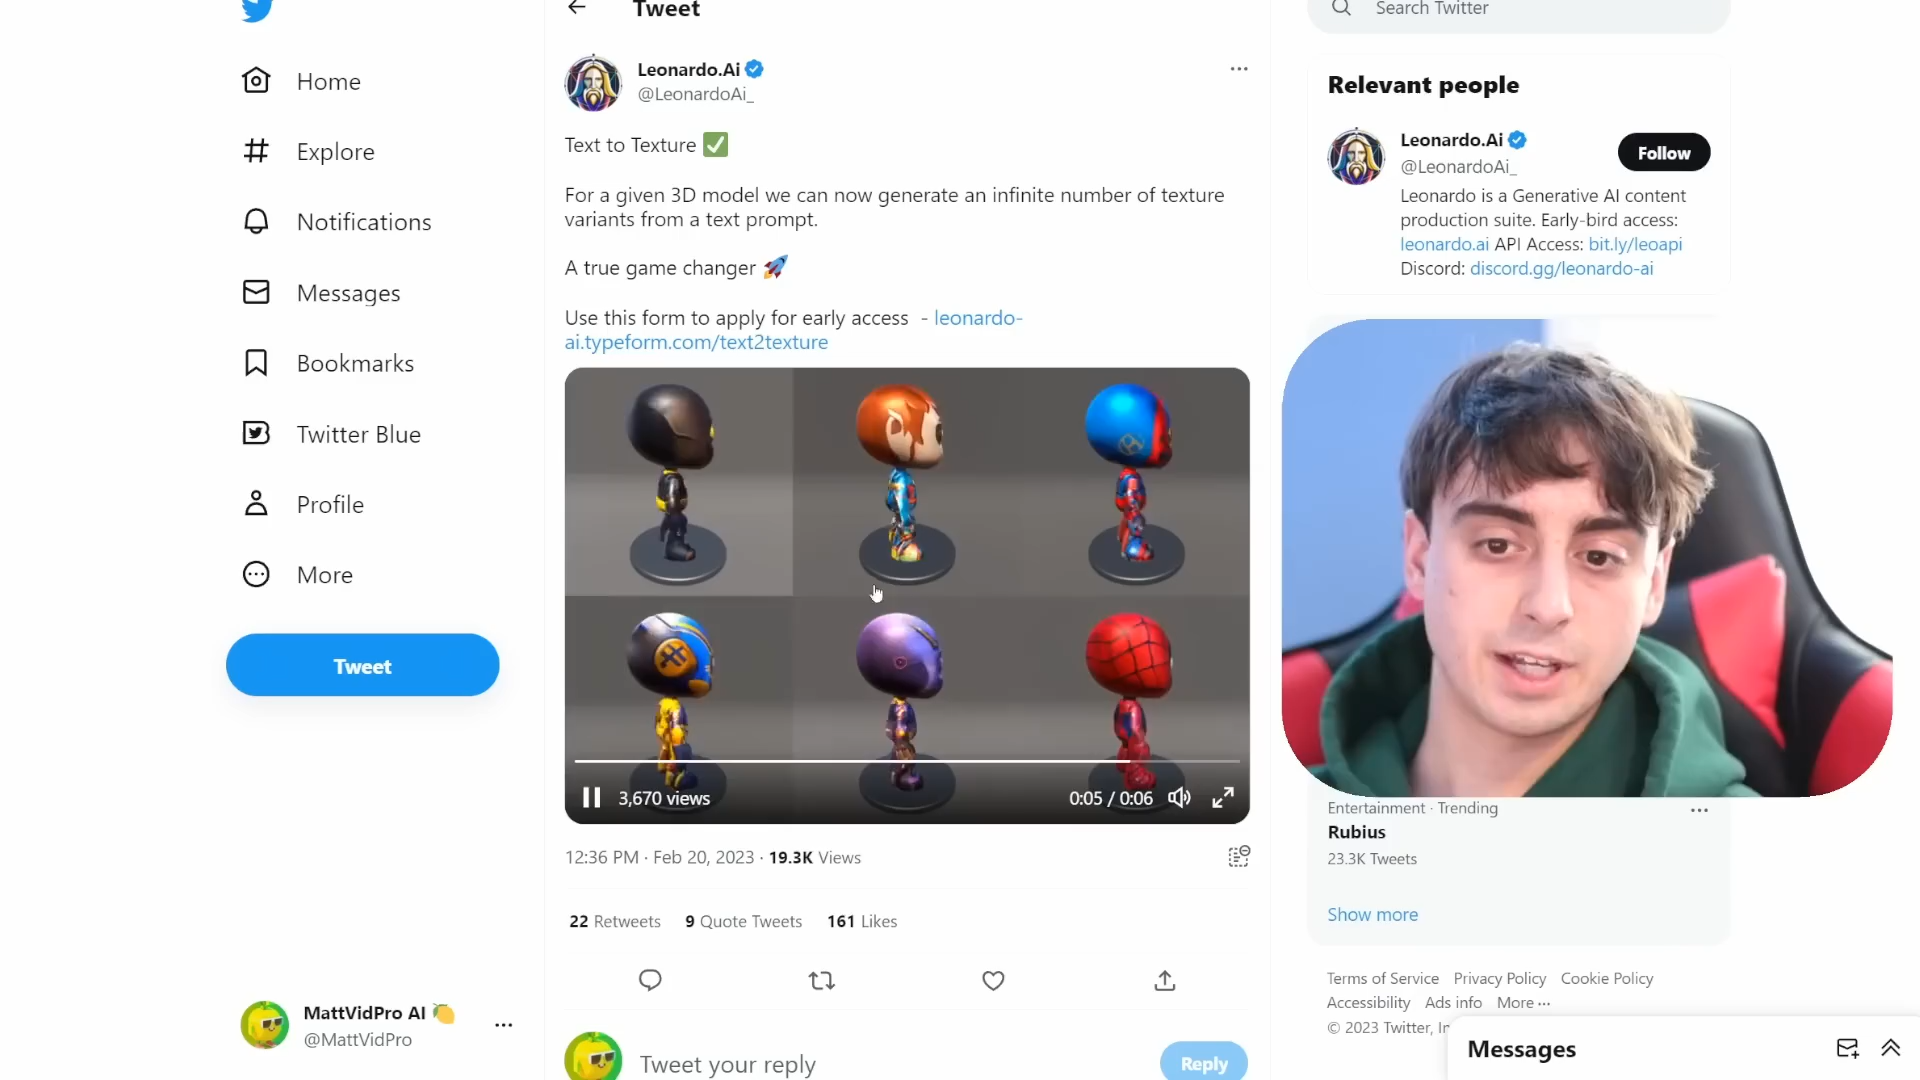 Home
Explore
Notifications
Messages
Bookmarks
Twitter Blue
Profile
More
Tweet
MattVidPro AI
@MattVidPro
Tweet
Leonardo.Ai
@LeonardoAi_
Text to Texture ✅
For a given 3D model we can now generate an infinite number of texture
variants from a text prompt.
A true game changer 🚀
Use this form to apply for early access - leonardo-
ai.typeform.com/text2texture
3,670 views
0:05 / 0:06
12:36 PM · Feb 20, 2023 · 19.3K Views
22 Retweets 9 Quote Tweets 161 Likes
Tweet your reply
Reply
Search Twitter
Relevant people
Leonardo.Ai
@LeonardoAi_
Follow
Leonardo is a Generative AI content
production suite. Early-bird access:
leonardo.ai API Access: bit.ly/leoapi
Discord: discord.gg/leonardo-ai
Entertainment · Trending
Rubius
23.3K Tweets
Show more
Terms of Service Privacy Policy Cookie Policy
Accessibility Ads info More ···
© 2023 Twitter,
Messages